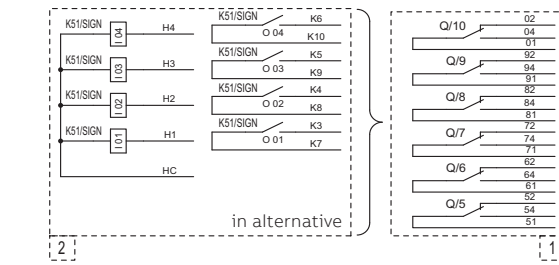 K51/SIGN I 04 H4
K51/SIGN I 03 H3
K51/SIGN I 02 H2
K51/SIGN I 01 H1
HC
K51/SIGN K6
O 04 K10
K51/SIGN K5
O 03 K9
K51/SIGN K4
O 02 K8
K51/SIGN K3
O 01 K7
in alternative
2
Q/10 02
04
01
Q/9 92
94
91
Q/8 82
84
81
Q/7 72
74
71
Q/6 62
64
61
Q/5 52
54
51
1